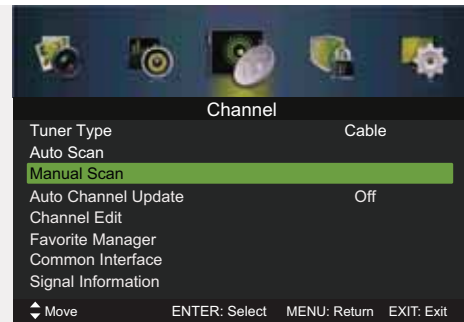 Channel
Tuner Type Cable
Auto Scan
Manual Scan
Auto Channel Update Off
Channel Edit
Favorite Manager
Common Interface
Signal Information
Move ENTER: Select MENU: Return EXIT: Exit